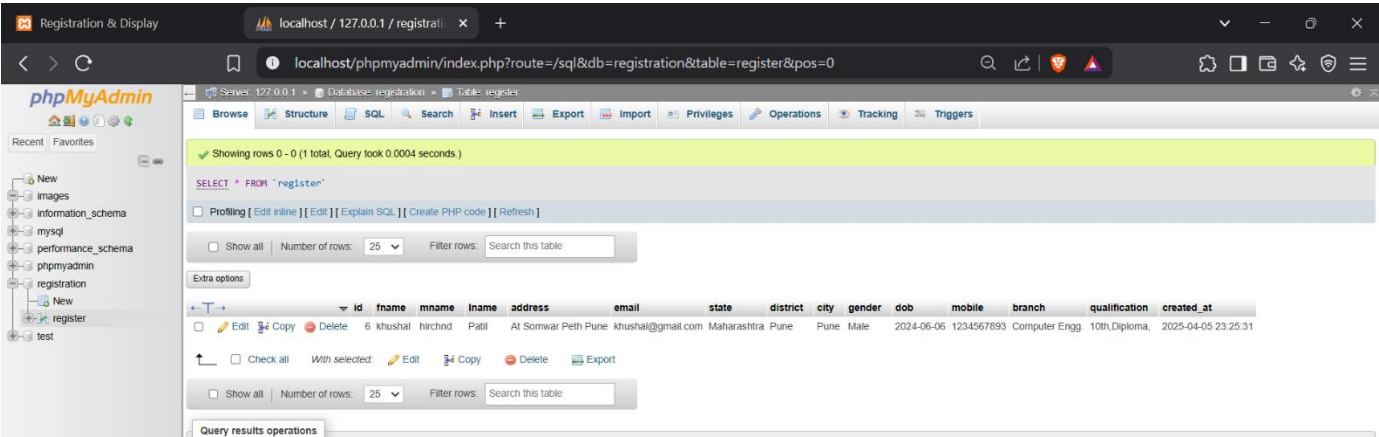 Registration & Display
localhost / 127.0.0.1 / registrati
localhost/phpmyadmin/index.php?route=/sql&db=registration&table=register&pos=0
phpMyAdmin
Recent Favorites
New
images
information_schema
mysql
performance_schema
phpmyadmin
registration
New
register
test
Server: 127.0.0.1 » Database: registration » Table: register
Browse Structure SQL Search Insert Export Import Privileges Operations Tracking Triggers
Showing rows 0 - 0 (1 total, Query took 0.0004 seconds.)
SELECT * FROM `register`
Profiling [ Edit inline ] [ Edit ] [ Explain SQL ] [ Create PHP code ] [ Refresh ]
Show all | Number of rows: 25 Filter rows: Search this table
Extra options
id fname mname lname address email state district city gender dob mobile branch qualification created_at
Edit Copy Delete 6 khushal hirchnd Patil At Somwar Peth Pune khushal@gmail.com Maharashtra Pune Pune Male 2024-06-06 1234567893 Computer Engg. 10th,Diploma, 2025-04-05 23:25:31
Check all With selected: Edit Copy Delete Export
Show all | Number of rows: 25 Filter rows: Search this table
Query results operations